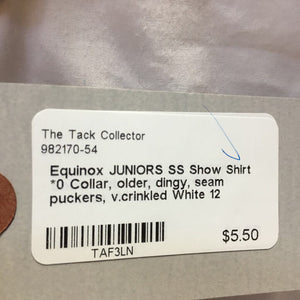 The Tack Collector
982170-54
Equinox JUNIORS SS Show Shirt
*0 Collar, older, dingy, seam
puckers, v.crinkled White 12
$5.50
TAF3LN